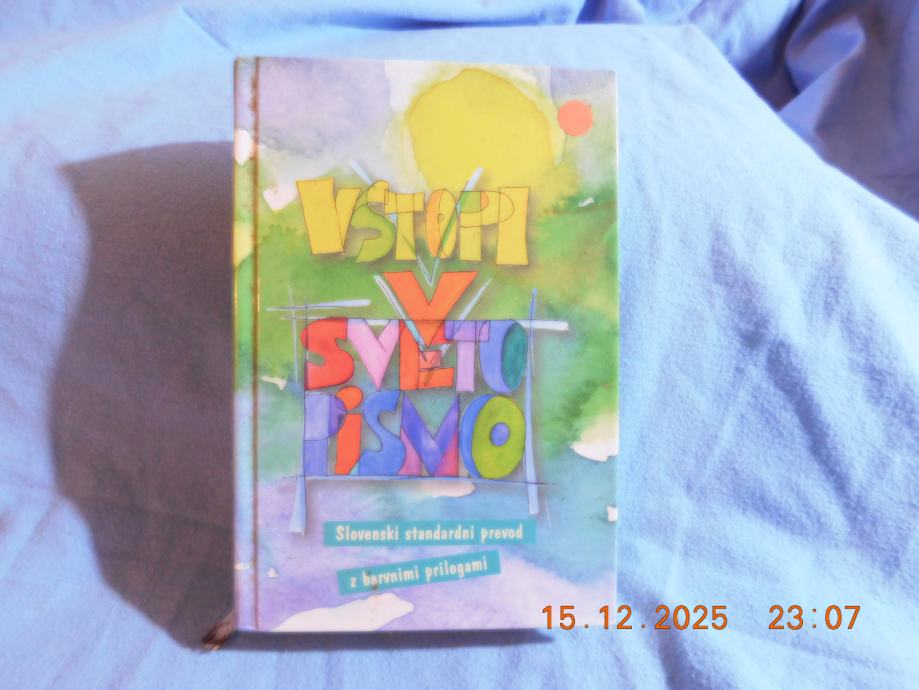 VSTOPI
V
SVETO
PiSMO
Slovenski standardni prevod
z barvnimi prilogami
15.12.2025 23:07